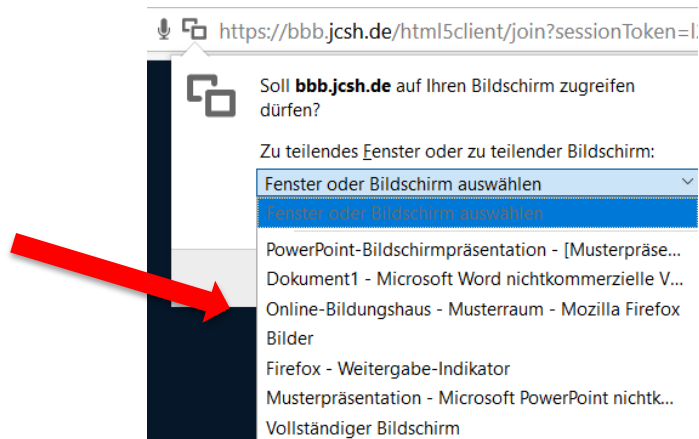 https://bbb.jcsh.de/html5client/join?sessionToken=
Soll bbb.jcsh.de auf Ihren Bildschirm zugreifen
dürfen?
Zu teilendes Fenster oder zu teilender Bildschirm:
Fenster oder Bildschirm auswählen
Fenster oder Bildschirm auswählen
PowerPoint-Bildschirmpräsentation - [Musterpräse...
Dokument1 - Microsoft Word nichtkommerzielle V...
Online-Bildungshaus - Musterraum - Mozilla Firefox
Bilder
Firefox - Weitergabe-Indikator
Musterpräsentation - Microsoft PowerPoint nichtk...
Vollständiger Bildschirm